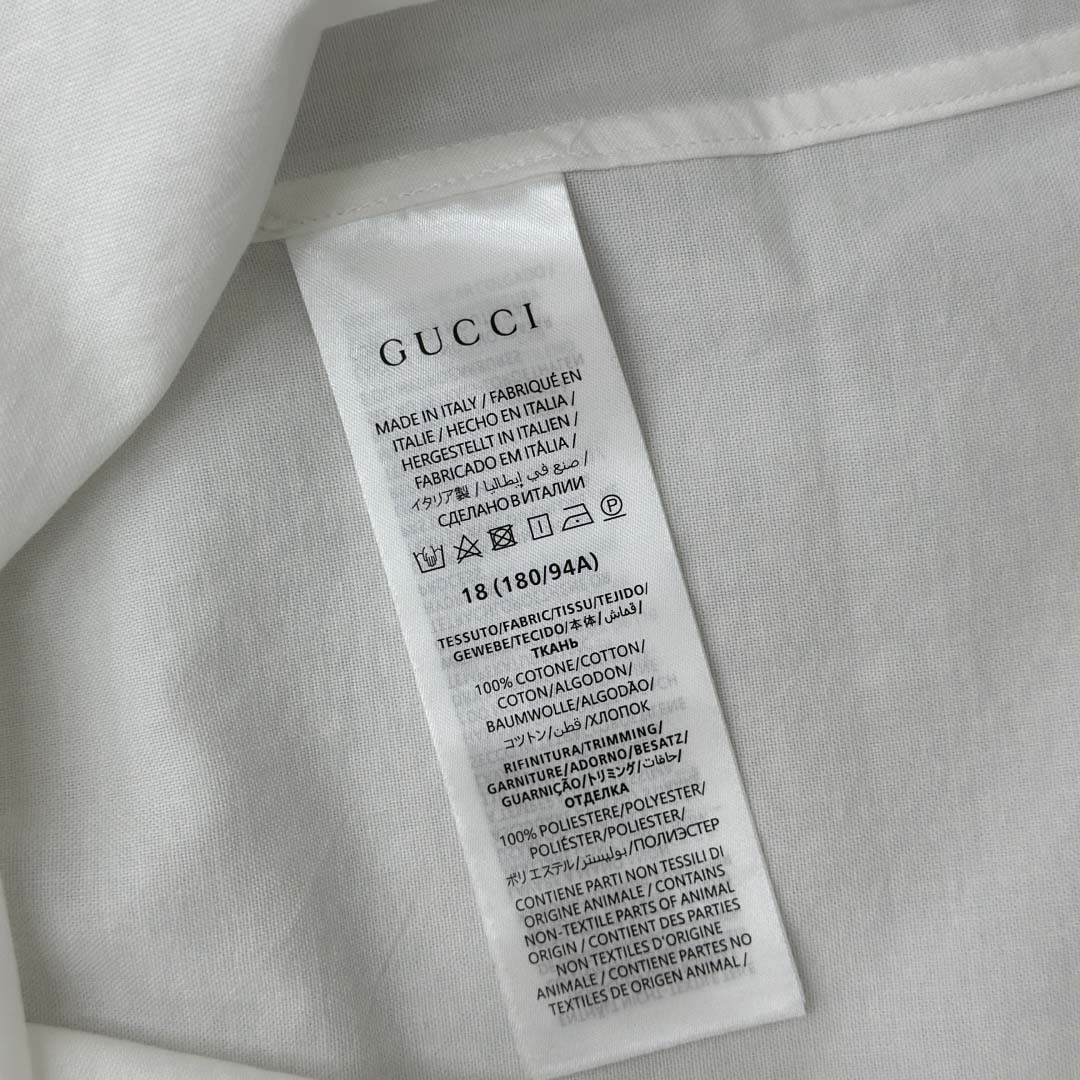 GUCCI
MADE IN ITALY / FABRIQUÉ EN
ITALIE / HECHO EN ITALIA /
HERGESTELLT IN ITALIEN /
FABRICADO EM ITÁLIA /
イタリア製 / صنع في إيطاليا /
СДЕЛАНО В ИТАЛИИ
18 (180/94A)
TESSUTO/FABRIC/TISSU/TEJIDO/
GEWEBE/TECIDO/本体/قماش/
ТКАНЬ
100% COTONE/COTTON/
COTON/ALGODON/
BAUMWOLLE/ALGODÃO/
コツトン/قطن/ХЛОПОК
RIFINITURA/TRIMMING/
GARNITURE/ADORNO/BESATZ/
GUARNIÇÃO/トリミング/حافات/
ОТДЕЛКА
100% POLIESTERE/POLYESTER/
POLIÉSTER/POLIESTER/
ポリエステル/بوليستر/ПОЛИЭСТЕР
CONTIENE PARTI NON TESSILI DI
ORIGINE ANIMALE / CONTAINS
NON-TEXTILE PARTS OF ANIMAL
ORIGIN / CONTIENT DES PARTIES
NON TEXTILES D'ORIGINE
ANIMALE / CONTIENE PARTES NO
TEXTILES DE ORIGEN ANIMAL /